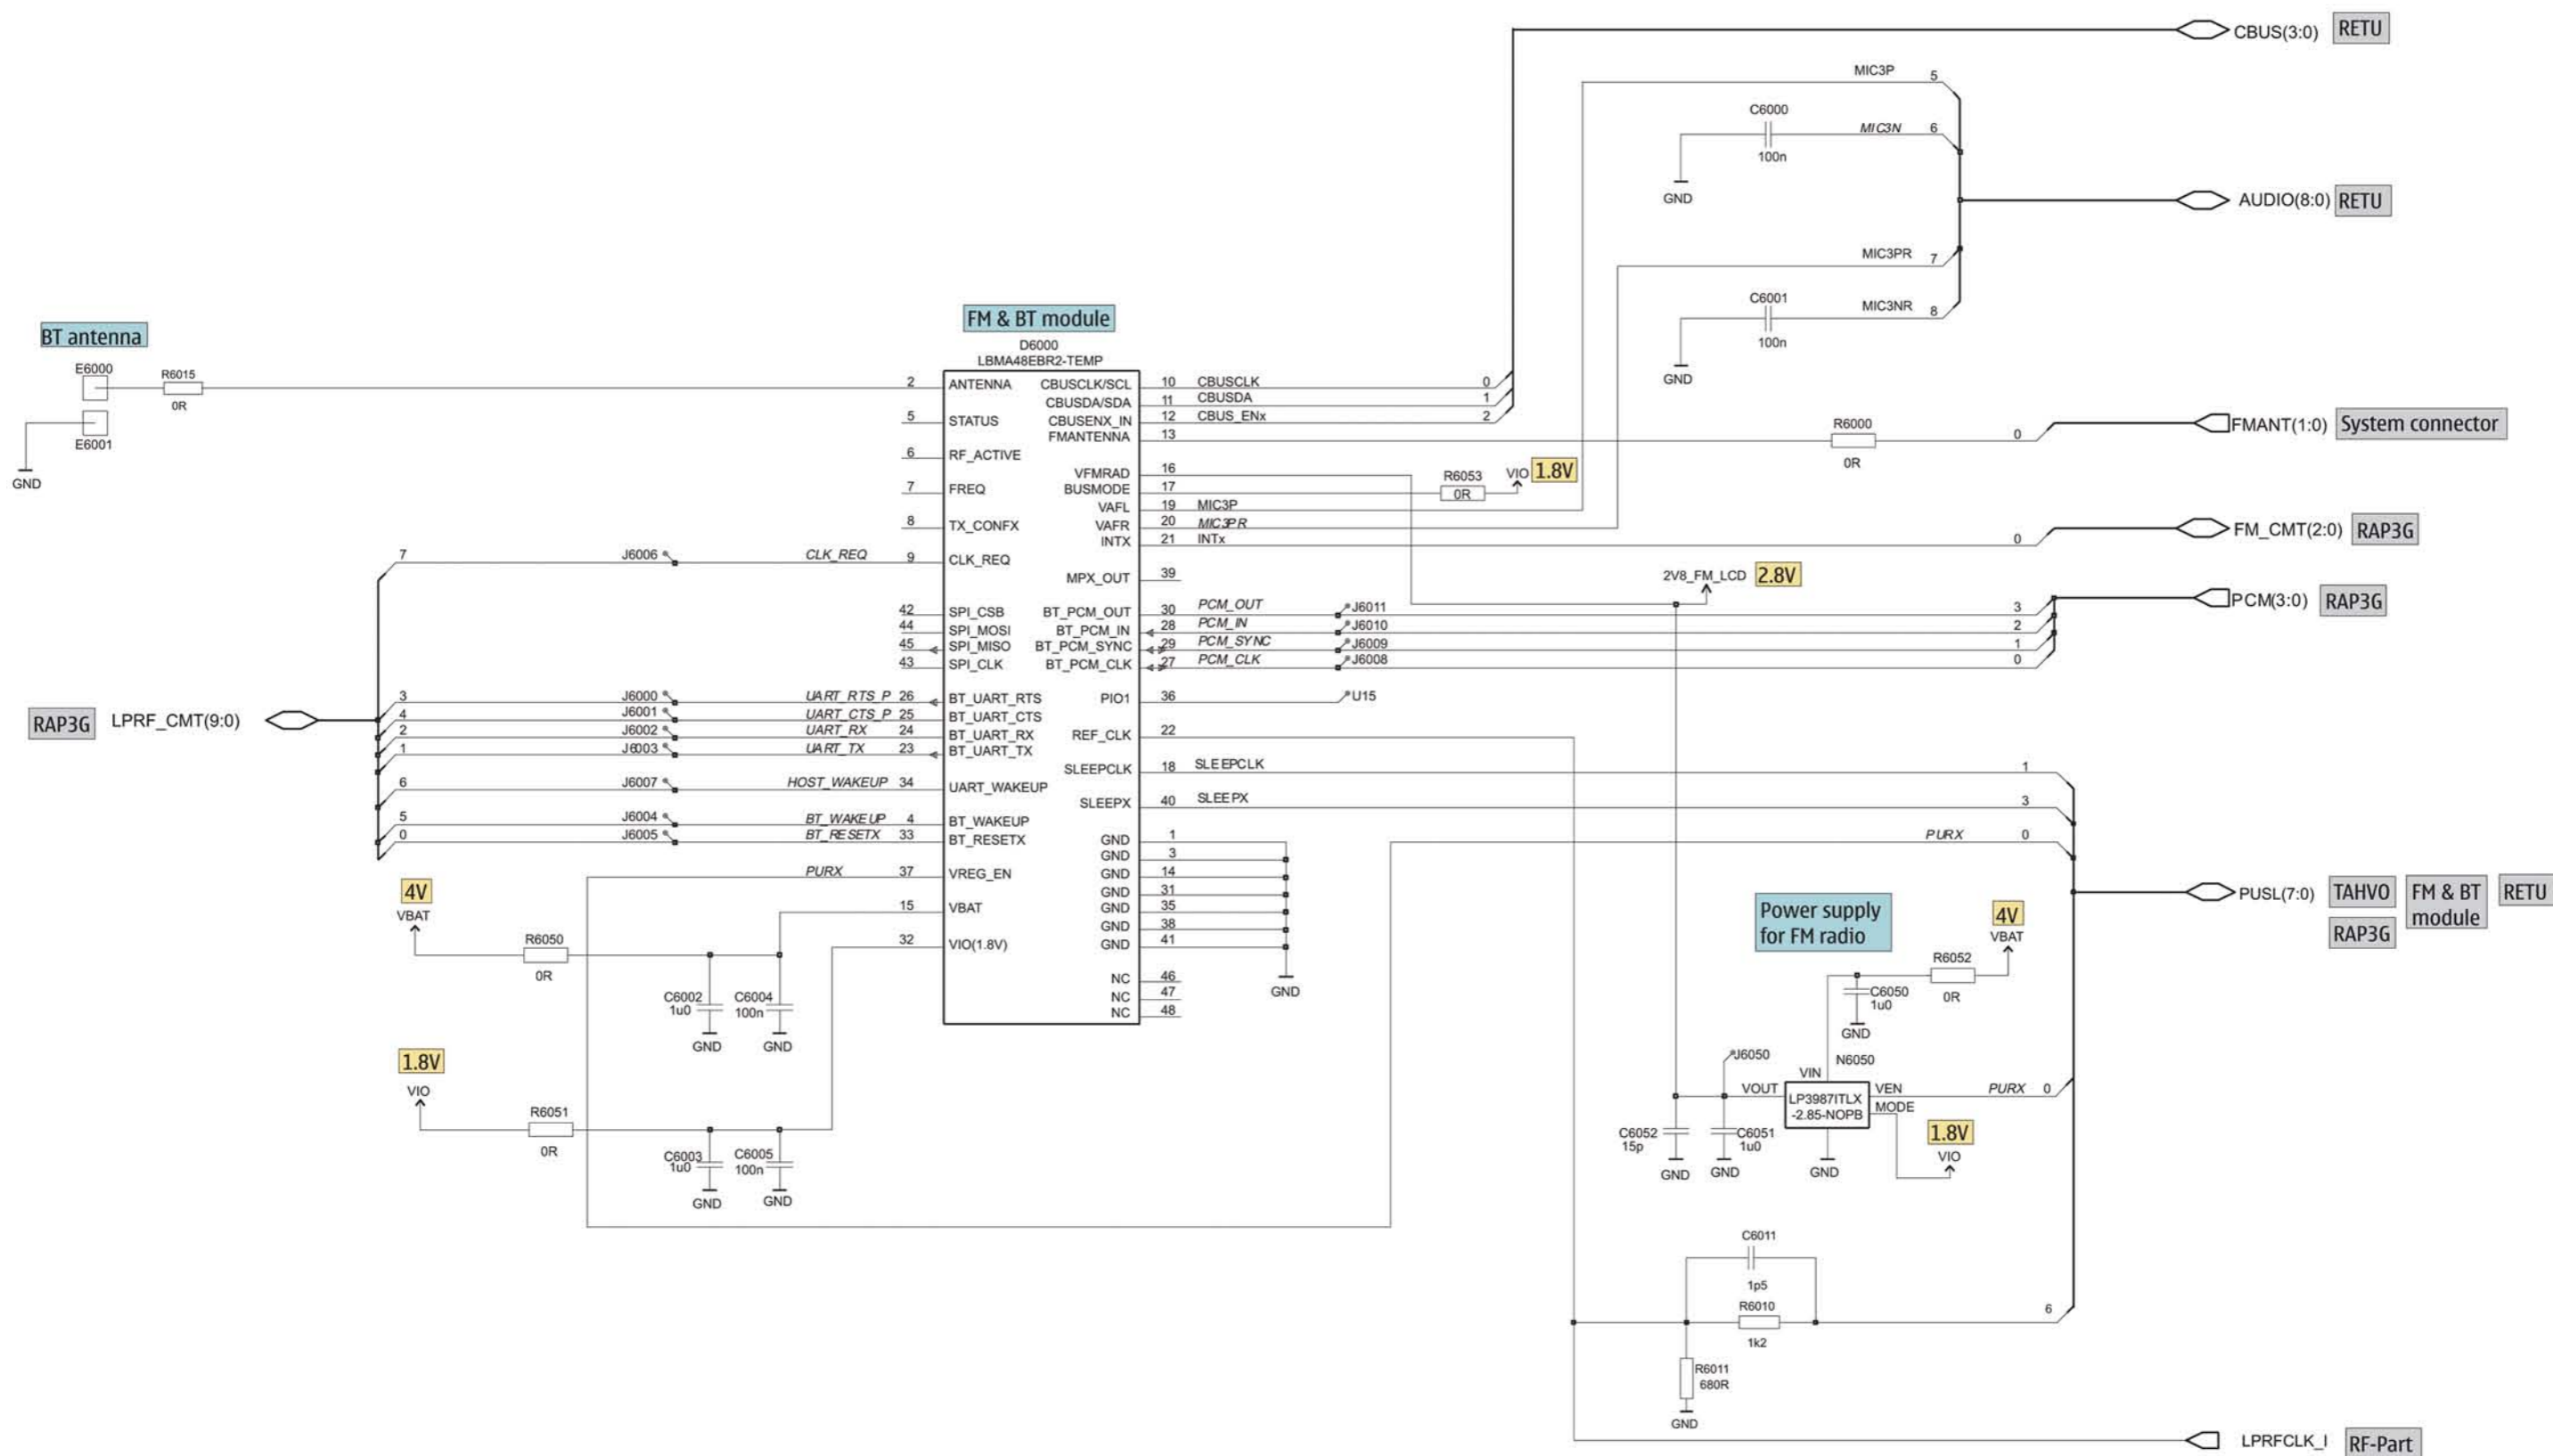 CBUS(3:0) RETU
MIC3P 5
C6000
MIC3N 6
100n
GND
AUDIO(8:0) RETU
MIC3PR 7
C6001
MIC3NR 8
100n
GND
BT antenna
E6000
R6015
0R
E6001
GND
FM & BT module
D6000
LBMA48EBR2-TEMP
2 ANTENNA
5 STATUS
6 RF_ACTIVE
7 FREQ
8 TX_CONFX
7 J6006 CLK_REQ 9 CLK_REQ
42 SPI_CSB
44 SPI_MOSI
45 SPI_MISO
43 SPI_CLK
RAP3G LPRF_CMT(9:0)
3 J6000 UART_RTS_P 26 BT_UART_RTS
4 J6001 UART_CTS_P 25 BT_UART_CTS
2 J6002 UART_RX 24 BT_UART_RX
1 J6003 UART_TX 23 BT_UART_TX
6 J6007 HOST_WAKEUP 34 UART_WAKEUP
5 J6004 BT_WAKEUP 4 BT_WAKEUP
0 J6005 BT_RESETX 33 BT_RESETX
PURX 37 VREG_EN
15 VBAT
32 VIO(1.8V)
CBUSCLK/SCL 10 CBUSCLK 0
CBUSDA/SDA 11 CBUSDA 1
CBUSENX_IN 12 CBUS_ENx 2
FMANTENNA 13
R6000
0R
0
FMANT(1:0) System connector
VFMRAD 16
BUSMODE 17
R6053
0R
VIO 1.8V
VAFL 19 MIC3P
VAFR 20 MIC3PR
INTX 21 INTx 0
FM_CMT(2:0) RAP3G
MPX_OUT 39
2V8_FM_LCD 2.8V
BT_PCM_OUT 30 PCM_OUT J6011 3
BT_PCM_IN 28 PCM_IN J6010 2
BT_PCM_SYNC 29 PCM_SYNC J6009 1
BT_PCM_CLK 27 PCM_CLK J6008 0
PCM(3:0) RAP3G
PIO1 36 U15
REF_CLK 22
SLEEPCLK 18 SLEEPCLK 1
SLEEPX 40 SLEEPX 3
PURX 0
GND 1
GND 3
GND 14
GND 31
GND 35
GND 38
GND 41
GND
NC 46
NC 47
NC 48
PUSL(7:0) TAHVO FM & BT module RETU
RAP3G
4V
VBAT
R6050
0R
C6002
1u0
GND
C6004
100n
GND
1.8V
VIO
R6051
0R
C6003
1u0
GND
C6005
100n
GND
Power supply
for FM radio
4V
VBAT
R6052
0R
C6050
1u0
GND
N6050
VIN
J6050
VOUT
LP3987ITLX
-2.85-NOPB
VEN PURX 0
MODE
1.8V
VIO
C6052
15p
GND
C6051
1u0
GND
GND
C6011
1p5
R6010
1k2
6
R6011
680R
GND
LPRFCLK_I RF-Part